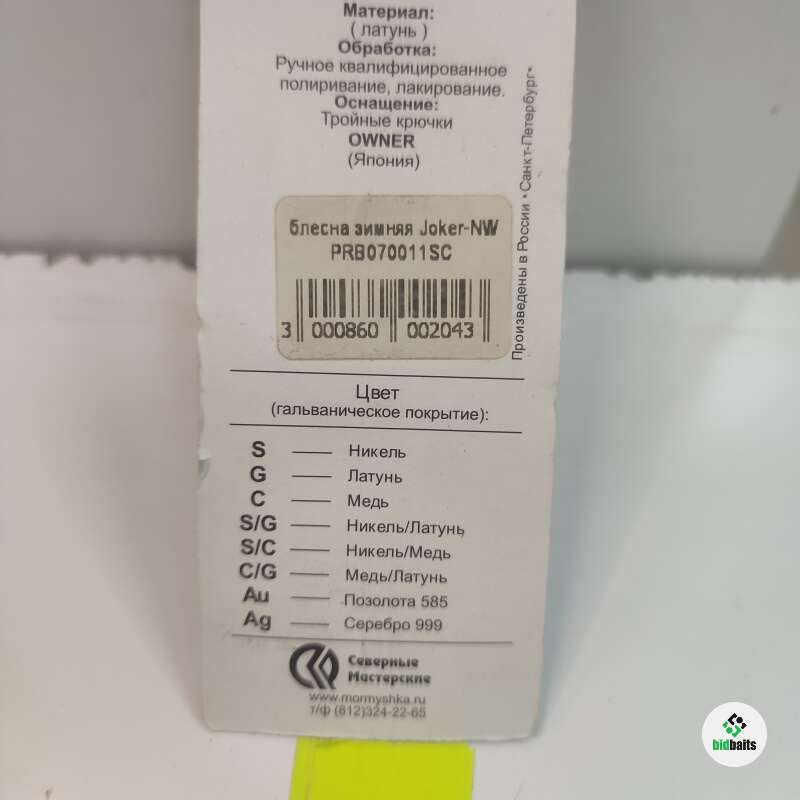 Материал:
( латунь )
Обработка:
Ручное квалифицированное
полиривание, лакирование.
Оснащение:
Тройные крючки
OWNER
(Япония)
Произведены в России • Санкт-Петербург•
блесна зимняя Joker-NW
PRB070011SC
3 000860 002043
Цвет
(гальваническое покрытие):
S —— Никель
G —— Латунь
C —— Медь
S/G —— Никель/Латунь
S/C —— Никель/Медь
C/G —— Медь/Латунь
Au —— Позолота 585
Ag —— Серебро 999
Северные
Мастерские
www.mormyshka.ru
т/ф (812)324-22-65
bidbaits